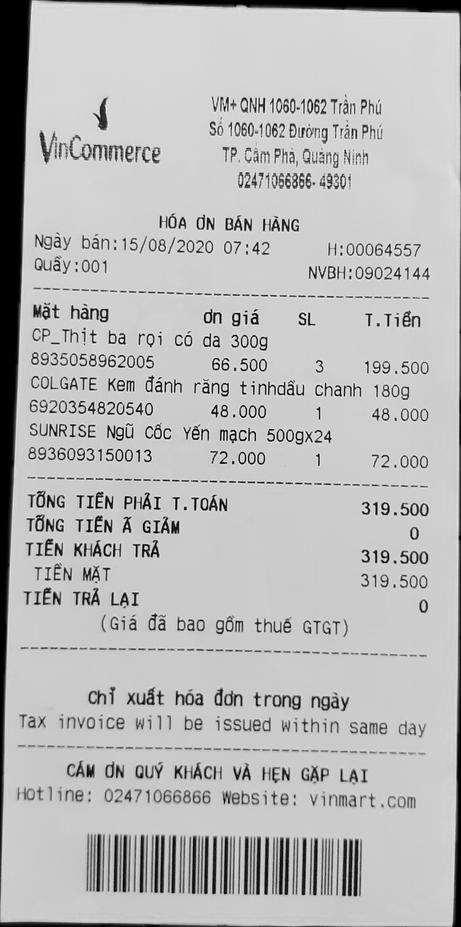 VinCommerce
VM+ QNH 1060-1062 Trần Phú
Số 1060-1062 Đường Trần Phú
TP. Cẩm Phả, Quảng Ninh
02471066866- 49301
HÓA ƠN BÁN HÀNG
Ngày bán:15/08/2020 07:42 H:00064557
Quầy:001 NVBH:09024144
Mặt hàng ơn giá SL T.Tiền
CP_Thịt ba rọi có da 300g
8935058962005 66.500 3 199.500
COLGATE Kem đánh răng tinhdầu chanh 180g
6920354820540 48.000 1 48.000
SUNRISE Ngũ Cốc Yến mạch 500gx24
8936093150013 72.000 1 72.000
TỔNG TIỀN PHẢI T.TOÁN 319.500
TỔNG TIỀN Ã GIẢM 0
TIỀN KHÁCH TRẢ 319.500
TIỀN MẶT 319.500
TIỀN TRẢ LẠI 0
(Giá đã bao gồm thuế GTGT)
Chỉ xuất hóa đơn trong ngày
Tax invoice will be issued within same day
CẢM ƠN QUÝ KHÁCH VÀ HẸN GẶP LẠI
Hotline: 02471066866 Website: vinmart.com